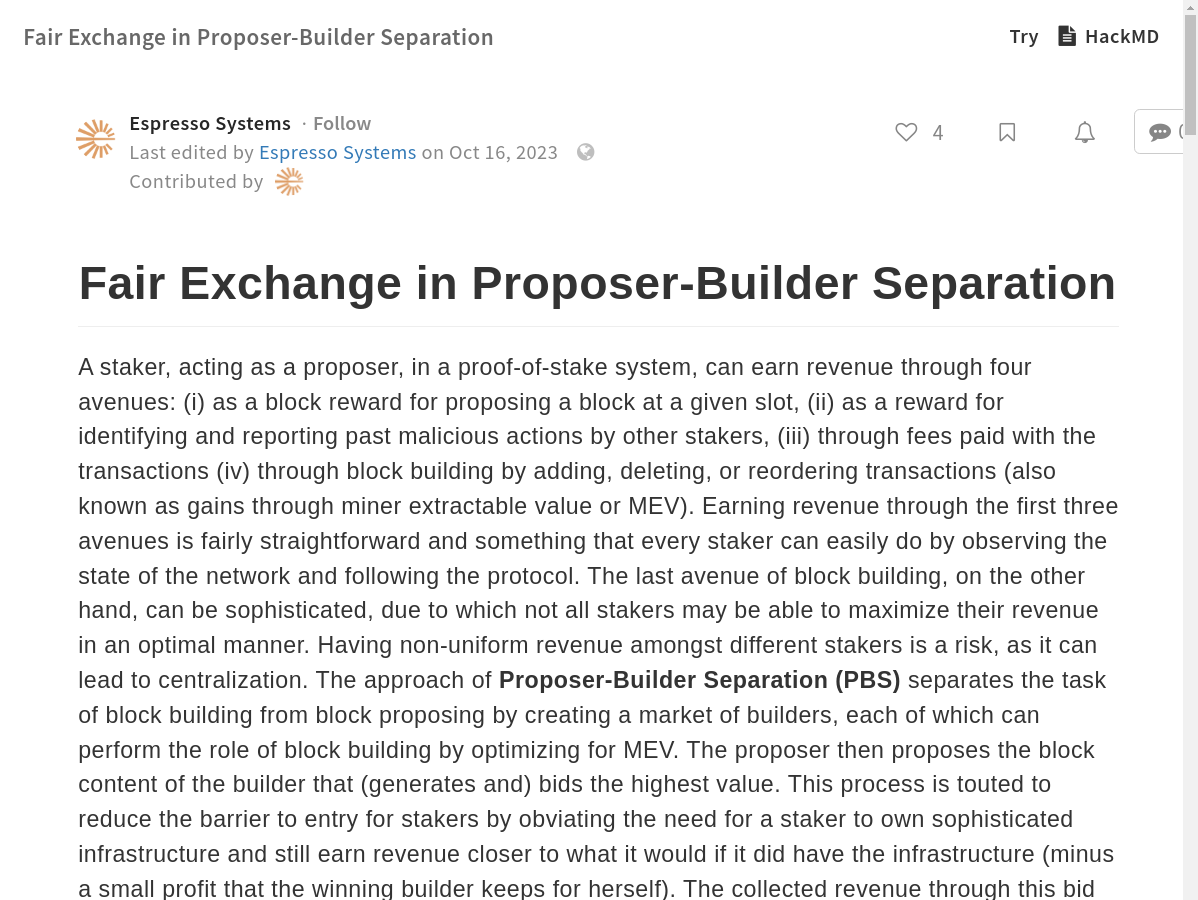 Fair Exchange in Proposer-Builder Separation
Try HackMD
Espresso Systems · Follow
4
Last edited by Espresso Systems on Oct 16, 2023
Contributed by
Fair Exchange in Proposer-Builder Separation
A staker, acting as a proposer, in a proof-of-stake system, can earn revenue through four
avenues: (i) as a block reward for proposing a block at a given slot, (ii) as a reward for
identifying and reporting past malicious actions by other stakers, (iii) through fees paid with the
transactions (iv) through block building by adding, deleting, or reordering transactions (also
known as gains through miner extractable value or MEV). Earning revenue through the first three
avenues is fairly straightforward and something that every staker can easily do by observing the
state of the network and following the protocol. The last avenue of block building, on the other
hand, can be sophisticated, due to which not all stakers may be able to maximize their revenue
in an optimal manner. Having non-uniform revenue amongst different stakers is a risk, as it can
lead to centralization. The approach of Proposer-Builder Separation (PBS) separates the task
of block building from block proposing by creating a market of builders, each of which can
perform the role of block building by optimizing for MEV. The proposer then proposes the block
content of the builder that (generates and) bids the highest value. This process is touted to
reduce the barrier to entry for stakers by obviating the need for a staker to own sophisticated
infrastructure and still earn revenue closer to what it would if it did have the infrastructure (minus
a small profit that the winning builder keeps for herself). The collected revenue through this bid